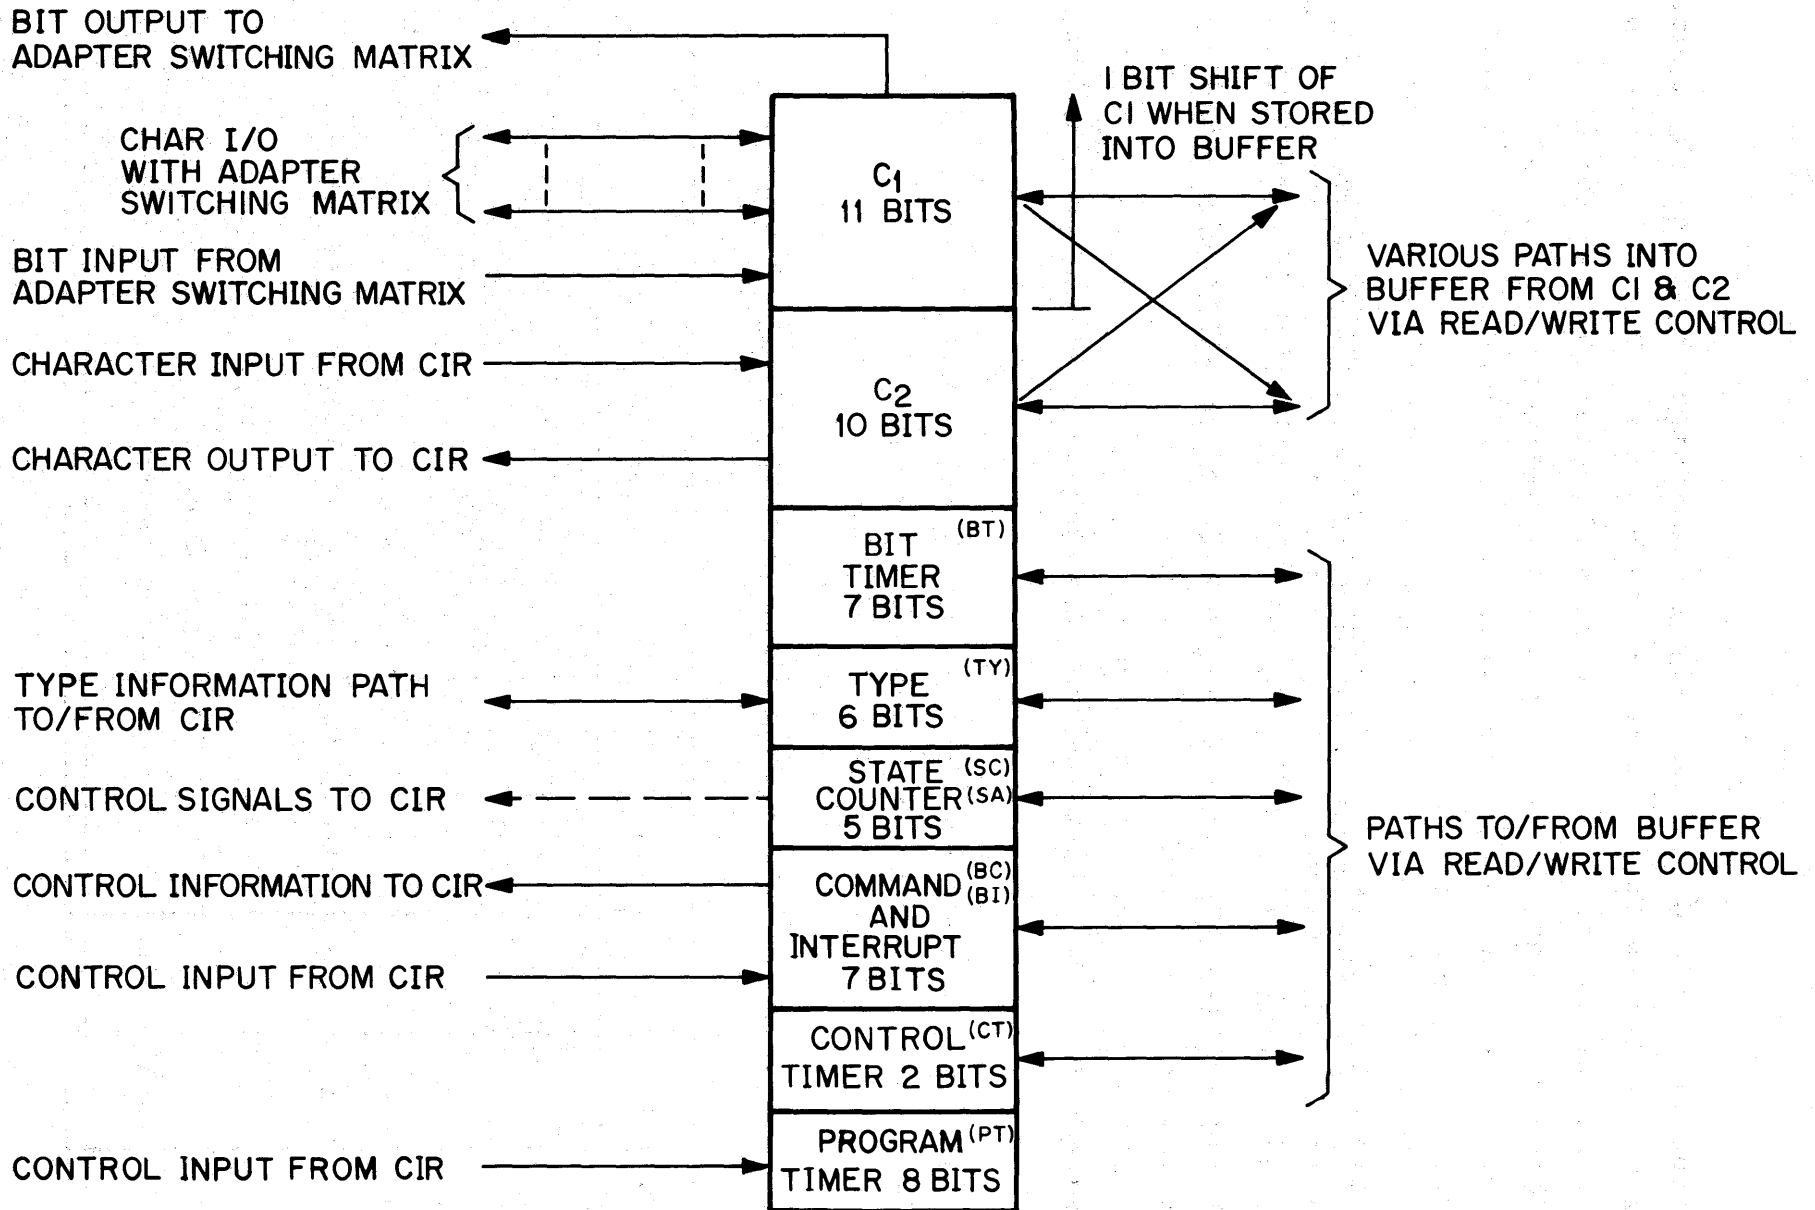 BIT OUTPUT TO
ADAPTER SWITCHING MATRIX
CHAR I/O
WITH ADAPTER
SWITCHING MATRIX
BIT INPUT FROM
ADAPTER SWITCHING MATRIX
CHARACTER INPUT FROM CIR
CHARACTER OUTPUT TO CIR
TYPE INFORMATION PATH
TO/FROM CIR
CONTROL SIGNALS TO CIR
CONTROL INFORMATION TO CIR
CONTROL INPUT FROM CIR
CONTROL INPUT FROM CIR
C1
11 BITS
C2
10 BITS
(BT)
BIT
TIMER
7 BITS
(TY)
TYPE
6 BITS
STATE (SC)
COUNTER (SA)
5 BITS
(BC)
COMMAND (BI)
AND
INTERRUPT
7 BITS
CONTROL (CT)
TIMER 2 BITS
PROGRAM (PT)
TIMER 8 BITS
1 BIT SHIFT OF
C1 WHEN STORED
INTO BUFFER
VARIOUS PATHS INTO
BUFFER FROM C1 & C2
VIA READ/WRITE CONTROL
PATHS TO/FROM BUFFER
VIA READ/WRITE CONTROL